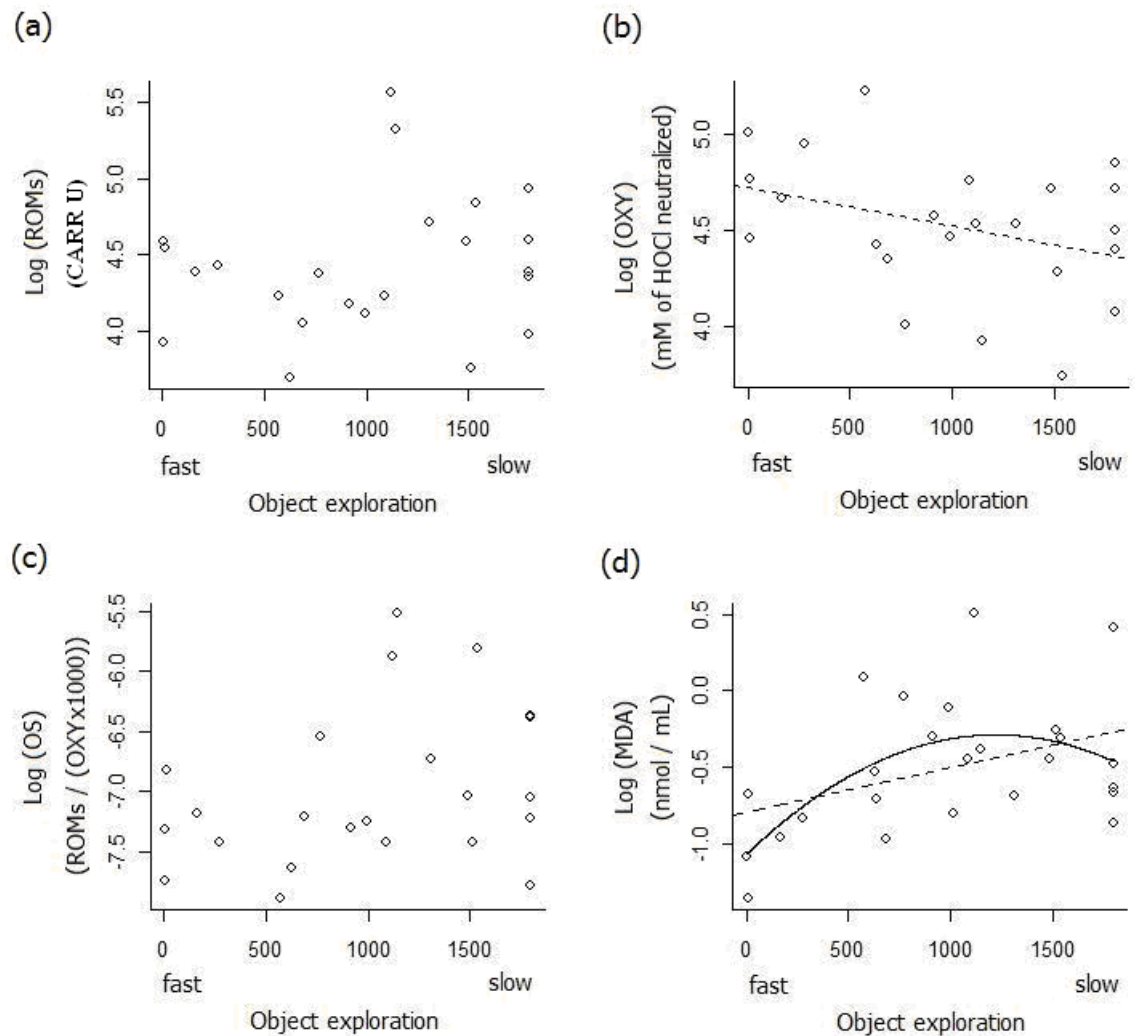 (a)
Log (ROMs)
(CARR U)
5.5
5.0
4.5
4.0
0 500 1000 1500
fast slow
Object exploration
(b)
Log (OXY)
(mM of HOCl neutralized)
5.0
4.5
4.0
0 500 1000 1500
fast slow
Object exploration
(c)
Log (OS)
(ROMs / (OXYx1000))
-5.5
-6.0
-6.5
-7.0
-7.5
0 500 1000 1500
fast slow
Object exploration
(d)
Log (MDA)
(nmol / mL)
0.5
0.0
-0.5
-1.0
0 500 1000 1500
fast slow
Object exploration